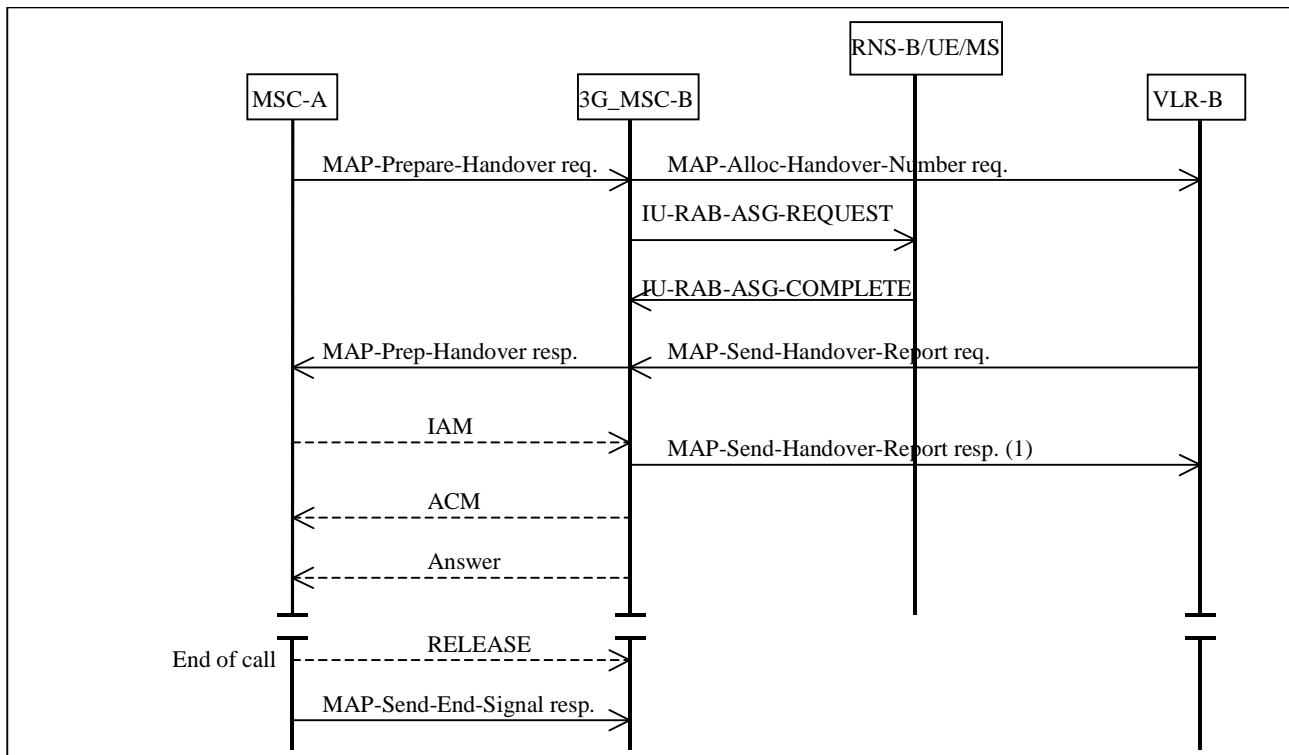 RNS-B/UE/MS
MSC-A
3G_MSC-B
VLR-B
MAP-Prepare-Handover req.
MAP-Alloc-Handover-Number req.
IU-RAB-ASG-REQUEST
IU-RAB-ASG-COMPLETE
MAP-Prep-Handover resp.
MAP-Send-Handover-Report req.
IAM
MAP-Send-Handover-Report resp. (1)
ACM
Answer
RELEASE
End of call
MAP-Send-End-Signal resp.